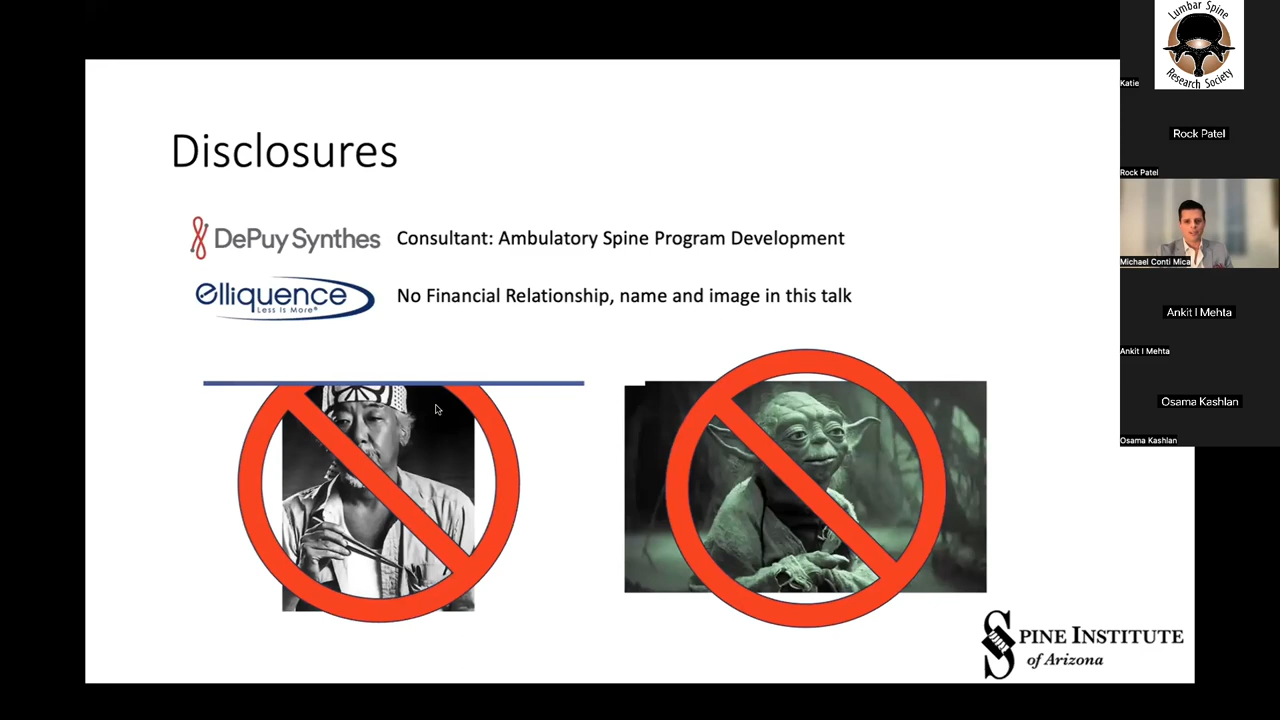 Disclosures
DePuy Synthes
Consultant: Ambulatory Spine Program Development
elliquence
Less Is More®
No Financial Relationship, name and image in this talk
SPINE INSTITUTE
of Arizona
Lumbar Spine
Research Society
Katie
Rock Patel
Rock Patel
Michael Conti Mica
Ankit I Mehta
Ankit I Mehta
Osama Kashlan
Osama Kashlan